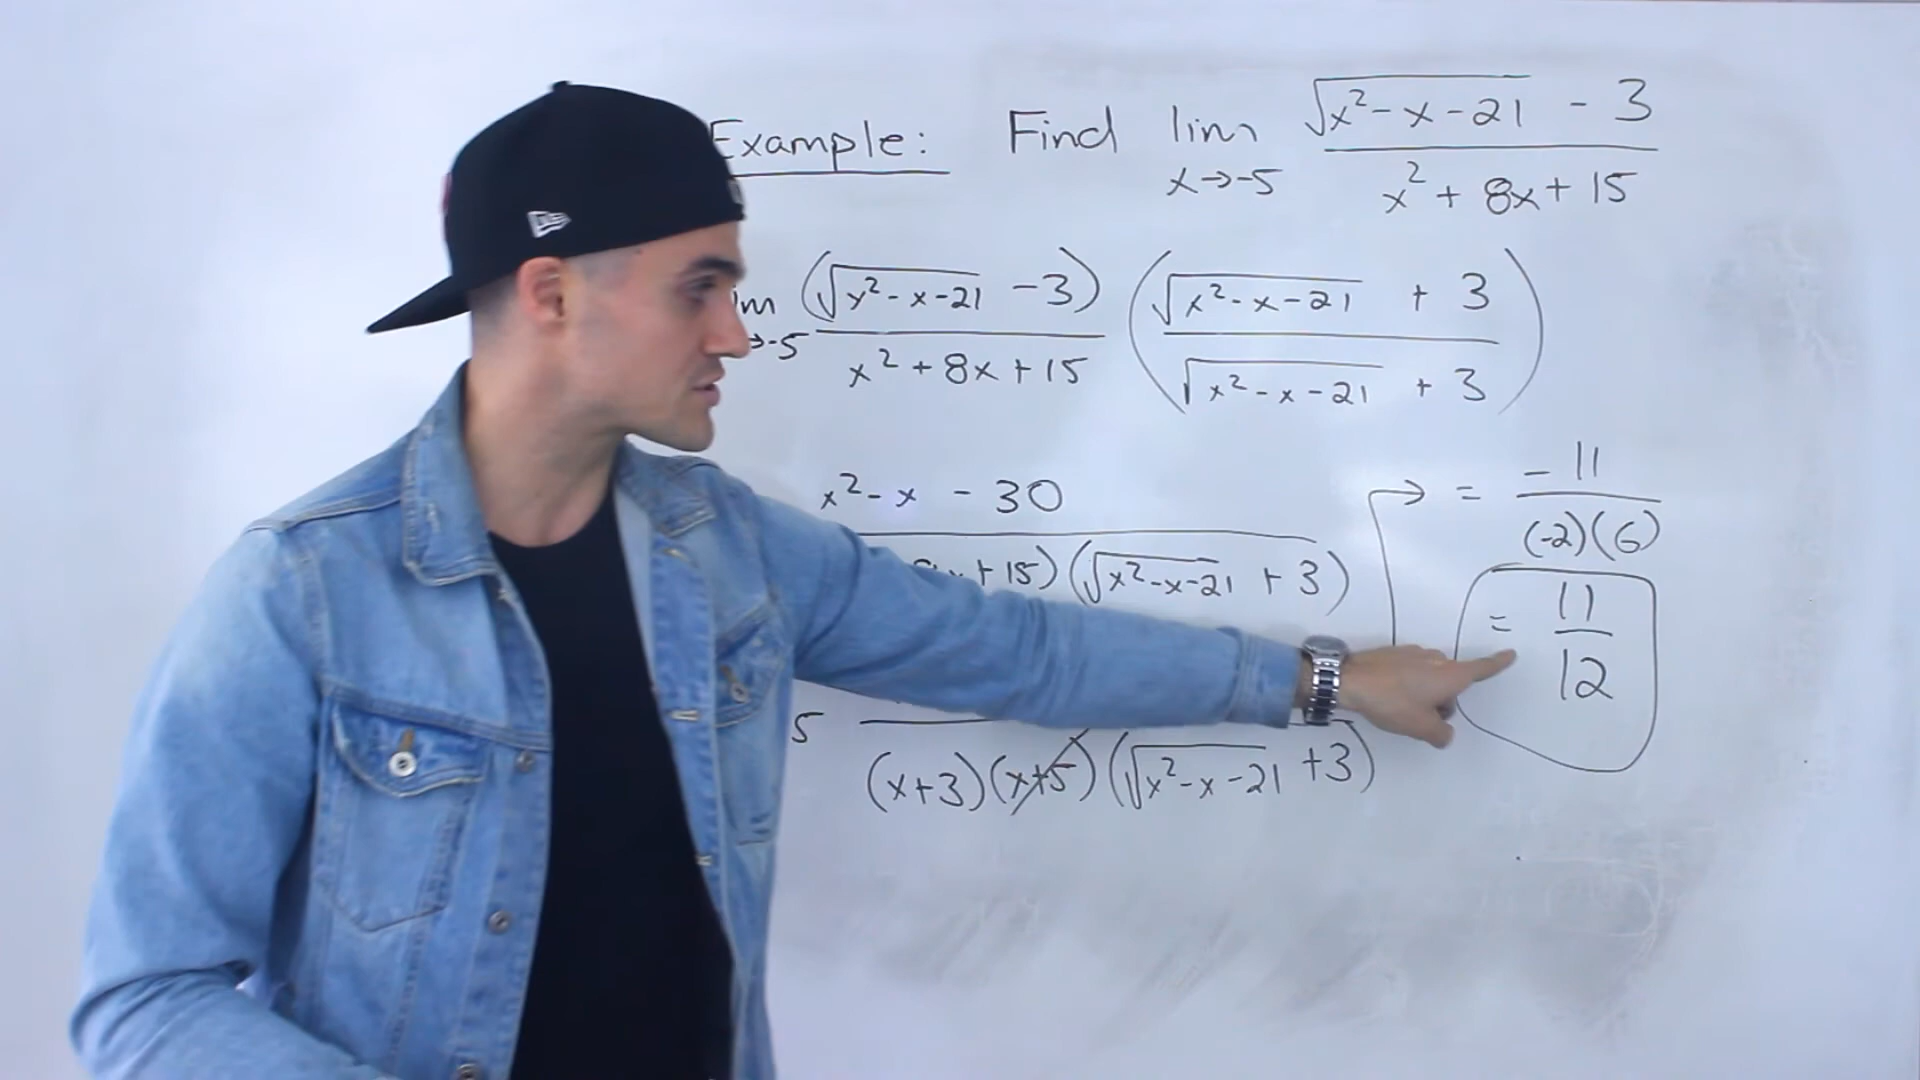 Example: Find lim √(x²-x-21) - 3
x→-5 x² + 8x + 15
(√(x²-x-21) -3) (√(x²-x-21) + 3)
→-5 x² + 8x + 15 √(x²-x-21) + 3
x² - x - 30
+ 15)(√(x²-x-21) + 3)
5
(x+3)(x+5)(√(x²-x-21) +3)
→ = -11
(-2)(6)
= 11
12